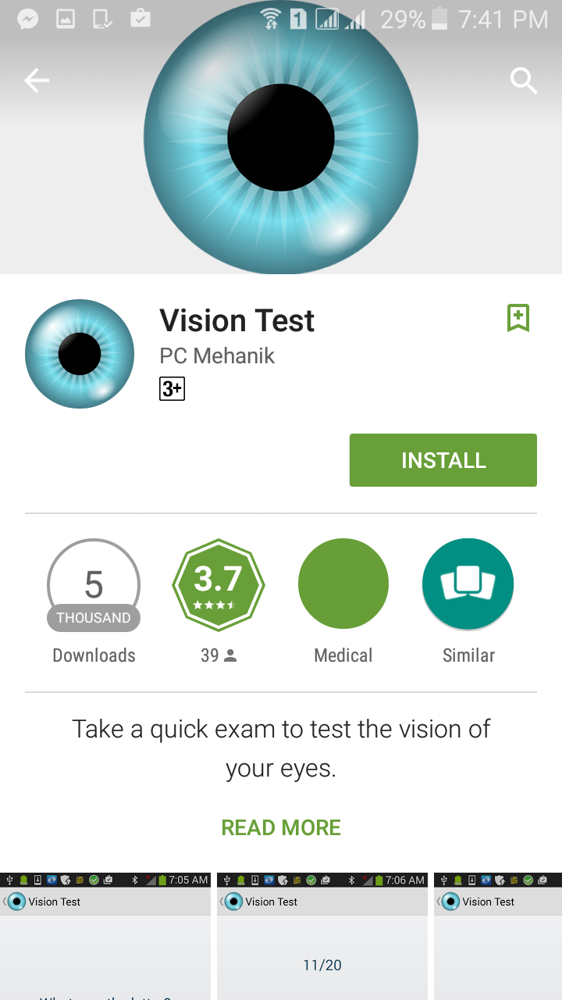 1 29% 7:41 PM
Vision Test
PC Mehanik
3+
INSTALL
5
THOUSAND
Downloads
3.7
39
Medical
Similar
Take a quick exam to test the vision of
your eyes.
READ MORE
7:05 AM
Vision Test
7:06 AM
Vision Test
11/20
Vision Test